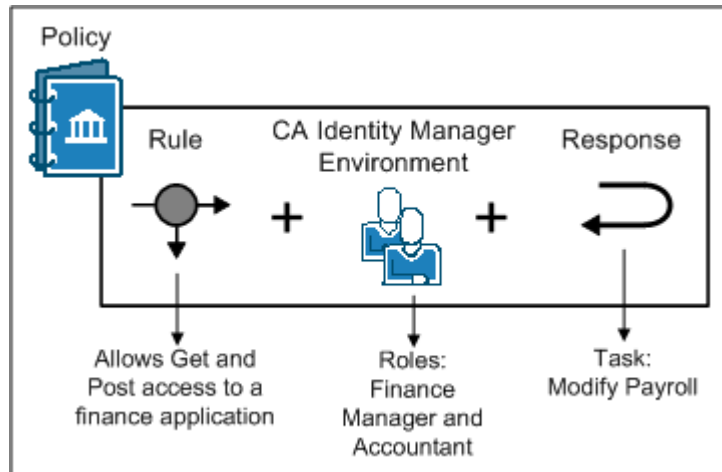 Policy
Rule
CA Identity Manager
Environment
Response
Allows Get and
Post access to a
finance application
Roles:
Finance
Manager and
Accountant
Task:
Modify Payroll